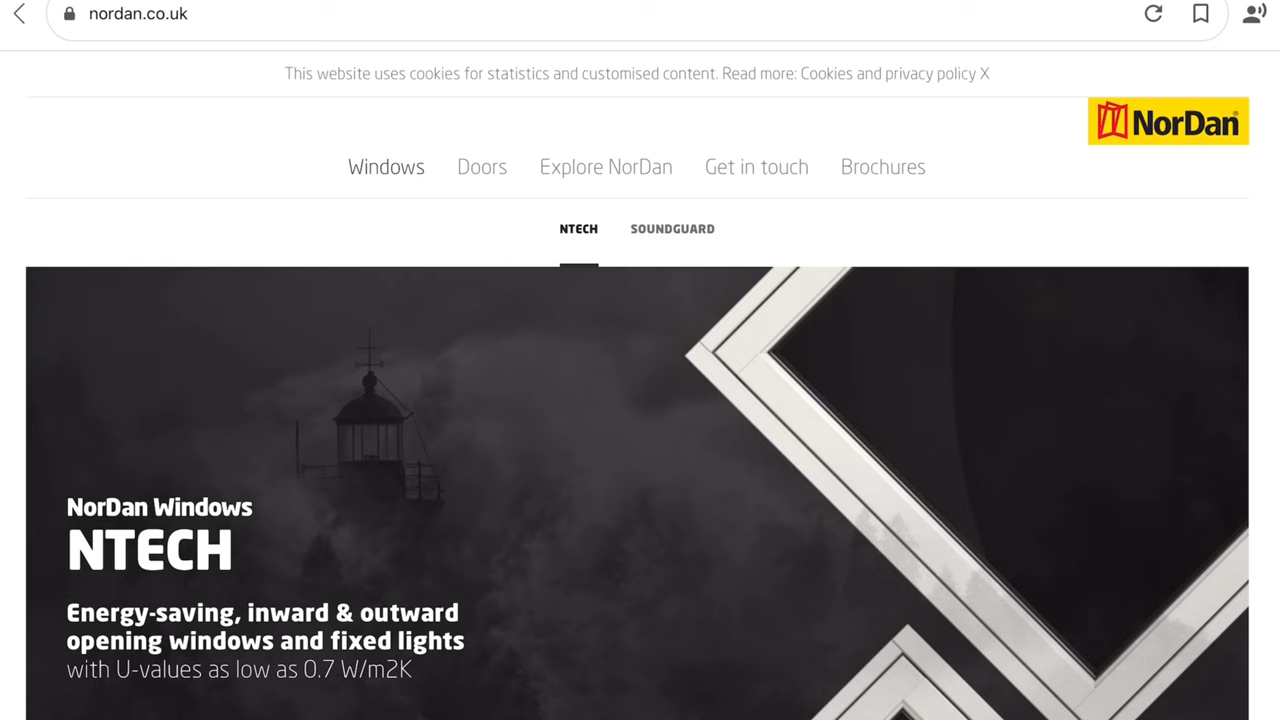 nordan.co.uk
This website uses cookies for statistics and customised content. Read more: Cookies and privacy policy X
NorDan®
Windows Doors Explore NorDan Get in touch Brochures
NTECH SOUNDGUARD
NorDan Windows
NTECH
Energy-saving, inward & outward
opening windows and fixed lights
with U-values as low as 0.7 W/m2K